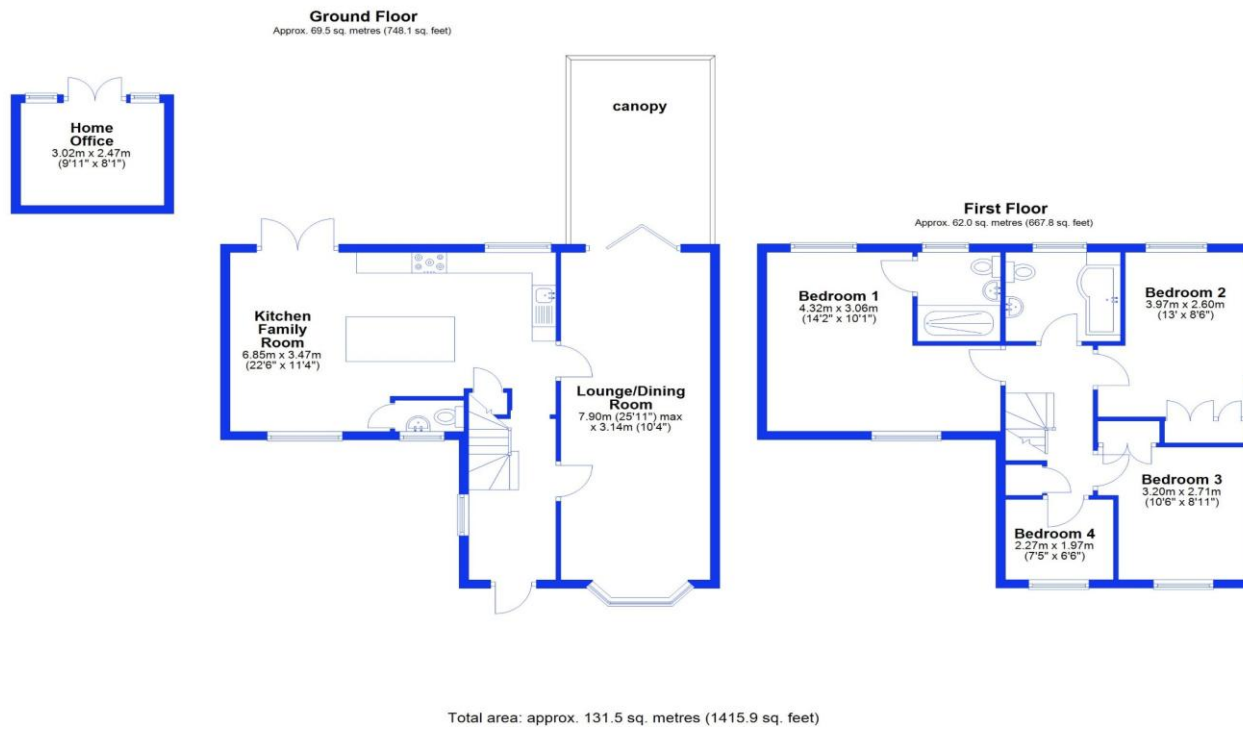 Ground Floor
Approx. 69.5 sq. metres (748.1 sq. feet)
canopy
Home
Office
3.02m x 2.47m
(9'11" x 8'1")
Kitchen
Family
Room
6.85m x 3.47m
(22'6" x 11'4")
Lounge/Dining
Room
7.90m (25'11") max
x 3.14m (10'4")
First Floor
Approx. 62.0 sq. metres (667.8 sq. feet)
Bedroom 1
4.32m x 3.06m
(14'2" x 10'1")
Bedroom 2
3.97m x 2.60m
(13' x 8'6")
Bedroom 3
3.20m x 2.71m
(10'6" x 8'11")
Bedroom 4
2.27m x 1.97m
(7'5" x 6'6")
Total area: approx. 131.5 sq. metres (1415.9 sq. feet)